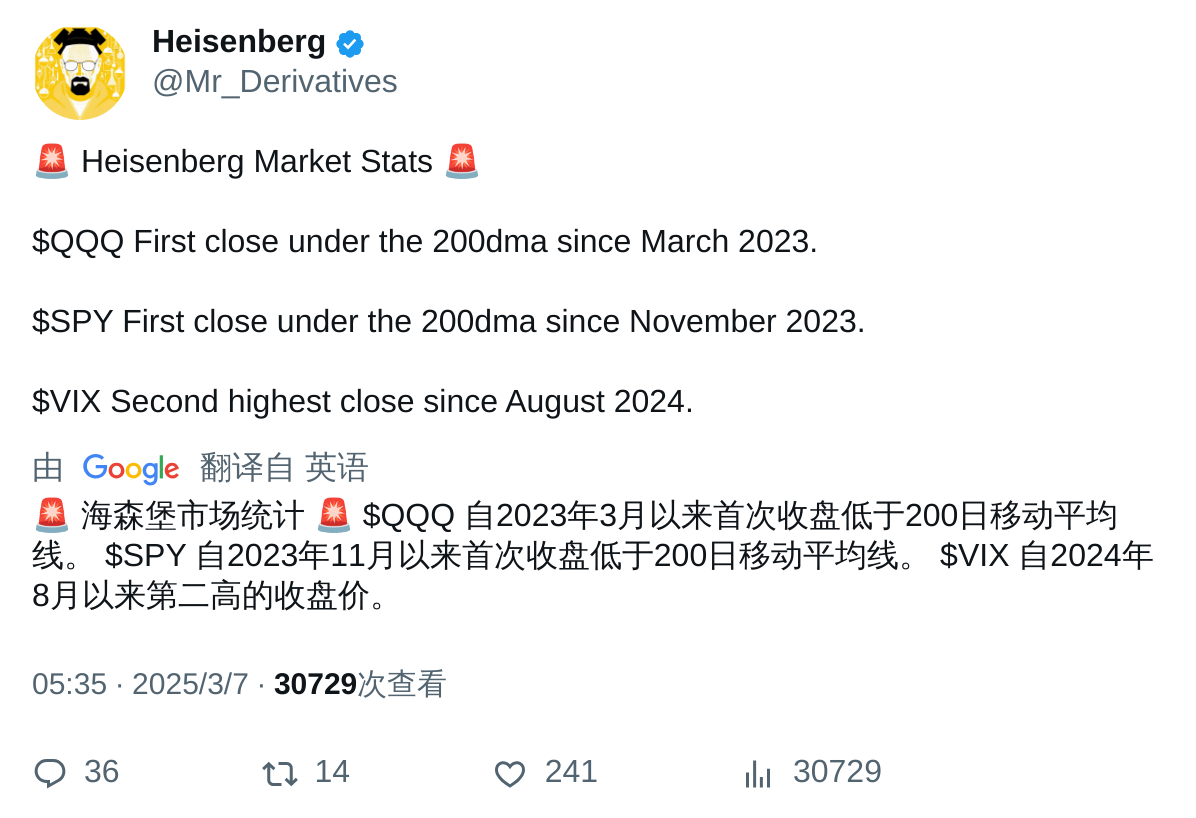 Heisenberg
@Mr_Derivatives
🚨 Heisenberg Market Stats 🚨
$QQQ First close under the 200dma since March 2023.
$SPY First close under the 200dma since November 2023.
$VIX Second highest close since August 2024.
由 Google 翻译自 英语
🚨 海森堡市场统计 🚨 $QQQ 自2023年3月以来首次收盘低于200日移动平均
线。 $SPY 自2023年11月以来首次收盘低于200日移动平均线。 $VIX 自2024年
8月以来第二高的收盘价。
05:35 · 2025/3/7 · 30729次查看
36 14 241 30729